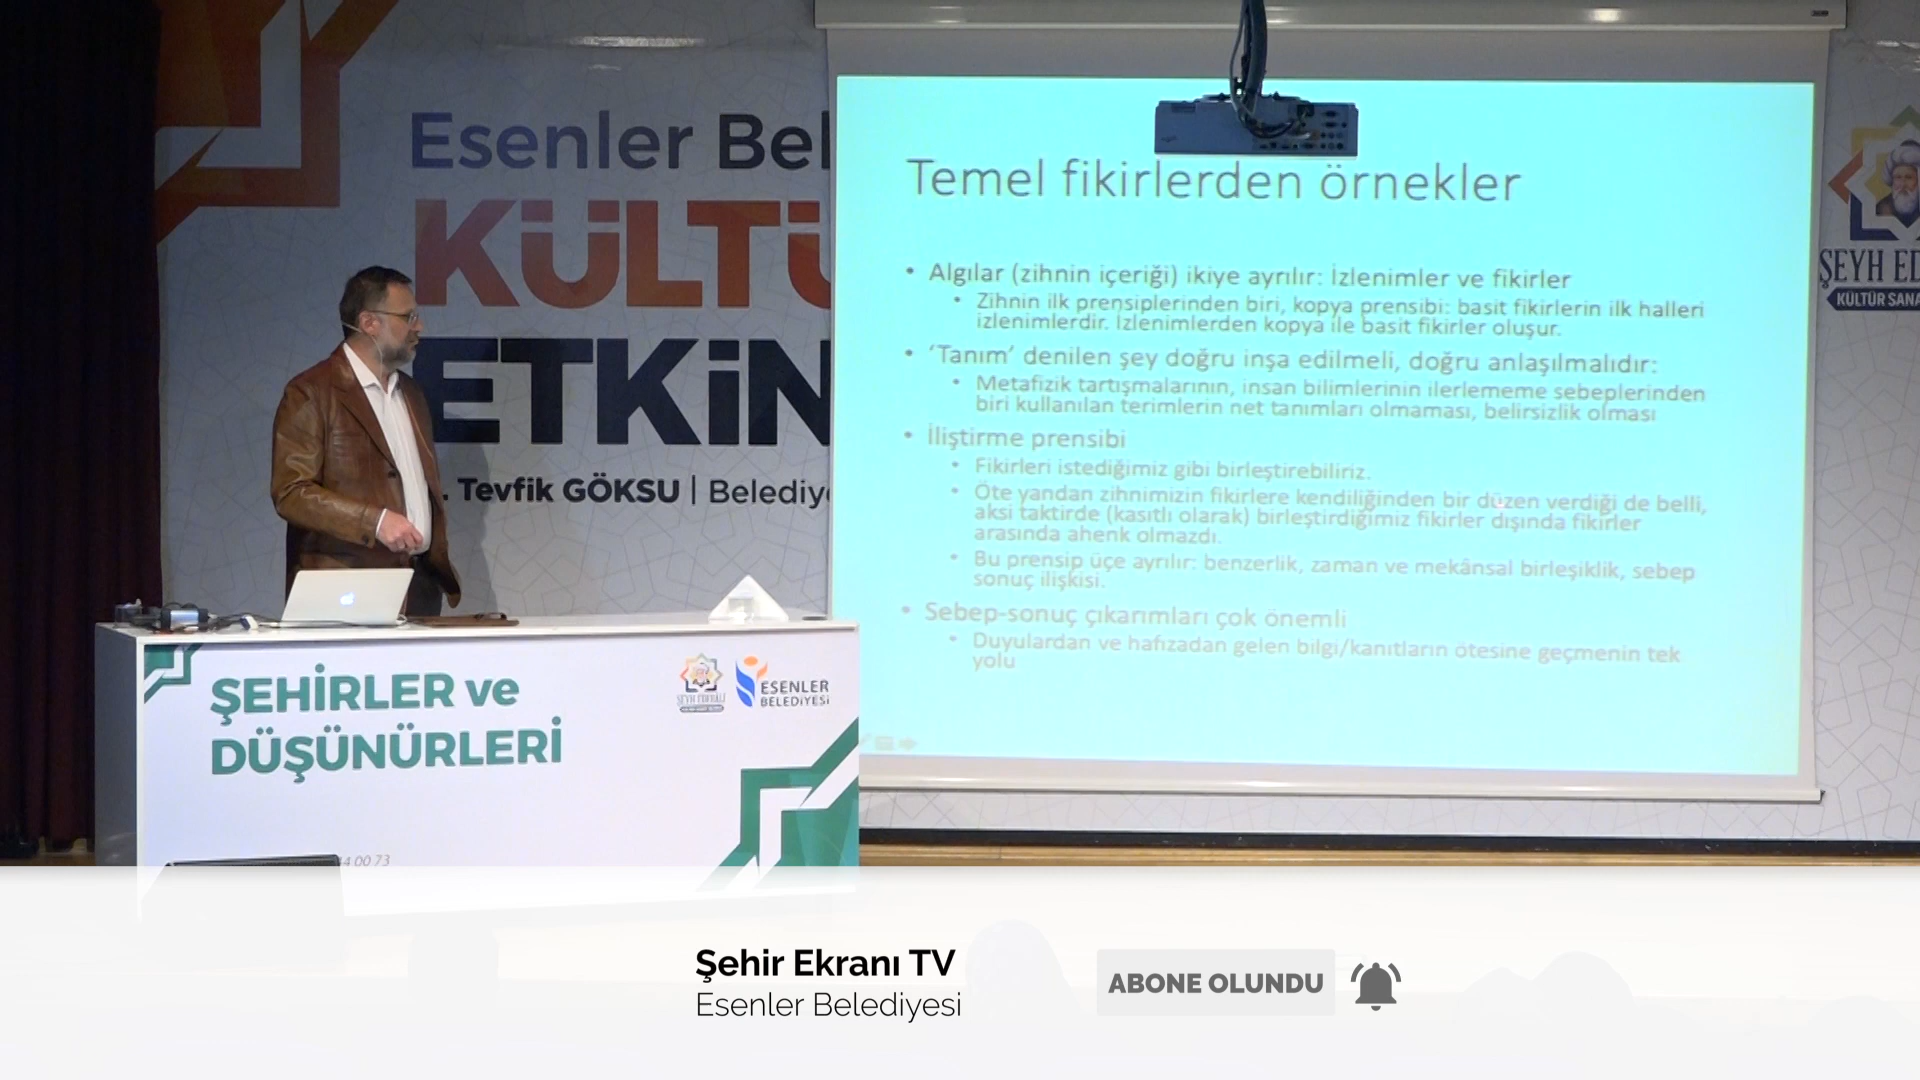 Esenler Bel
KÜLTÜ
ETKİN
. Tevfik GÖKSU | Belediy
Temel fikirlerden örnekler
• Algılar (zihnin içeriği) ikiye ayrılır: İzlenimler ve fikirler
• Zihnin ilk prensiplerinden biri, kopya prensibi: basit fikirlerin ilk halleri
izlenimlerdir. İzlenimlerden kopya ile basit fikirler oluşur.
• ‘Tanım’ denilen şey doğru inşa edilmeli, doğru anlaşılmalıdır:
• Metafizik tartışmalarının, insan bilimlerinin ilerlememe sebeplerinden
biri kullanılan terimlerin net tanımları olmaması, belirsizlik olması
• İliştirme prensibi
• Fikirleri istediğimiz gibi birleştirebiliriz.
• Öte yandan zihnimizin fikirlere kendiliğinden bir düzen verdiği de belli,
aksi taktirde (kasıtlı olarak) birleştirdiğimiz fikirler dışında fikirler
arasında ahenk olmazdı.
• Bu prensip üçe ayrılır: benzerlik, zaman ve mekânsal birleşiklik, sebep
sonuç ilişkisi.
• Sebep-sonuç çıkarımları çok önemli
• Duyulardan ve hafızadan gelen bilgi/kanıtların ötesine geçmenin tek
yolu
ŞEYH ED
KÜLTÜR SANA
ŞEHİRLER ve
DÜŞÜNÜRLERİ
ŞEYH EDEBALİ
ESENLER
BELEDİYESİ
44 00 73
Şehir Ekranı TV
Esenler Belediyesi
ABONE OLUNDU